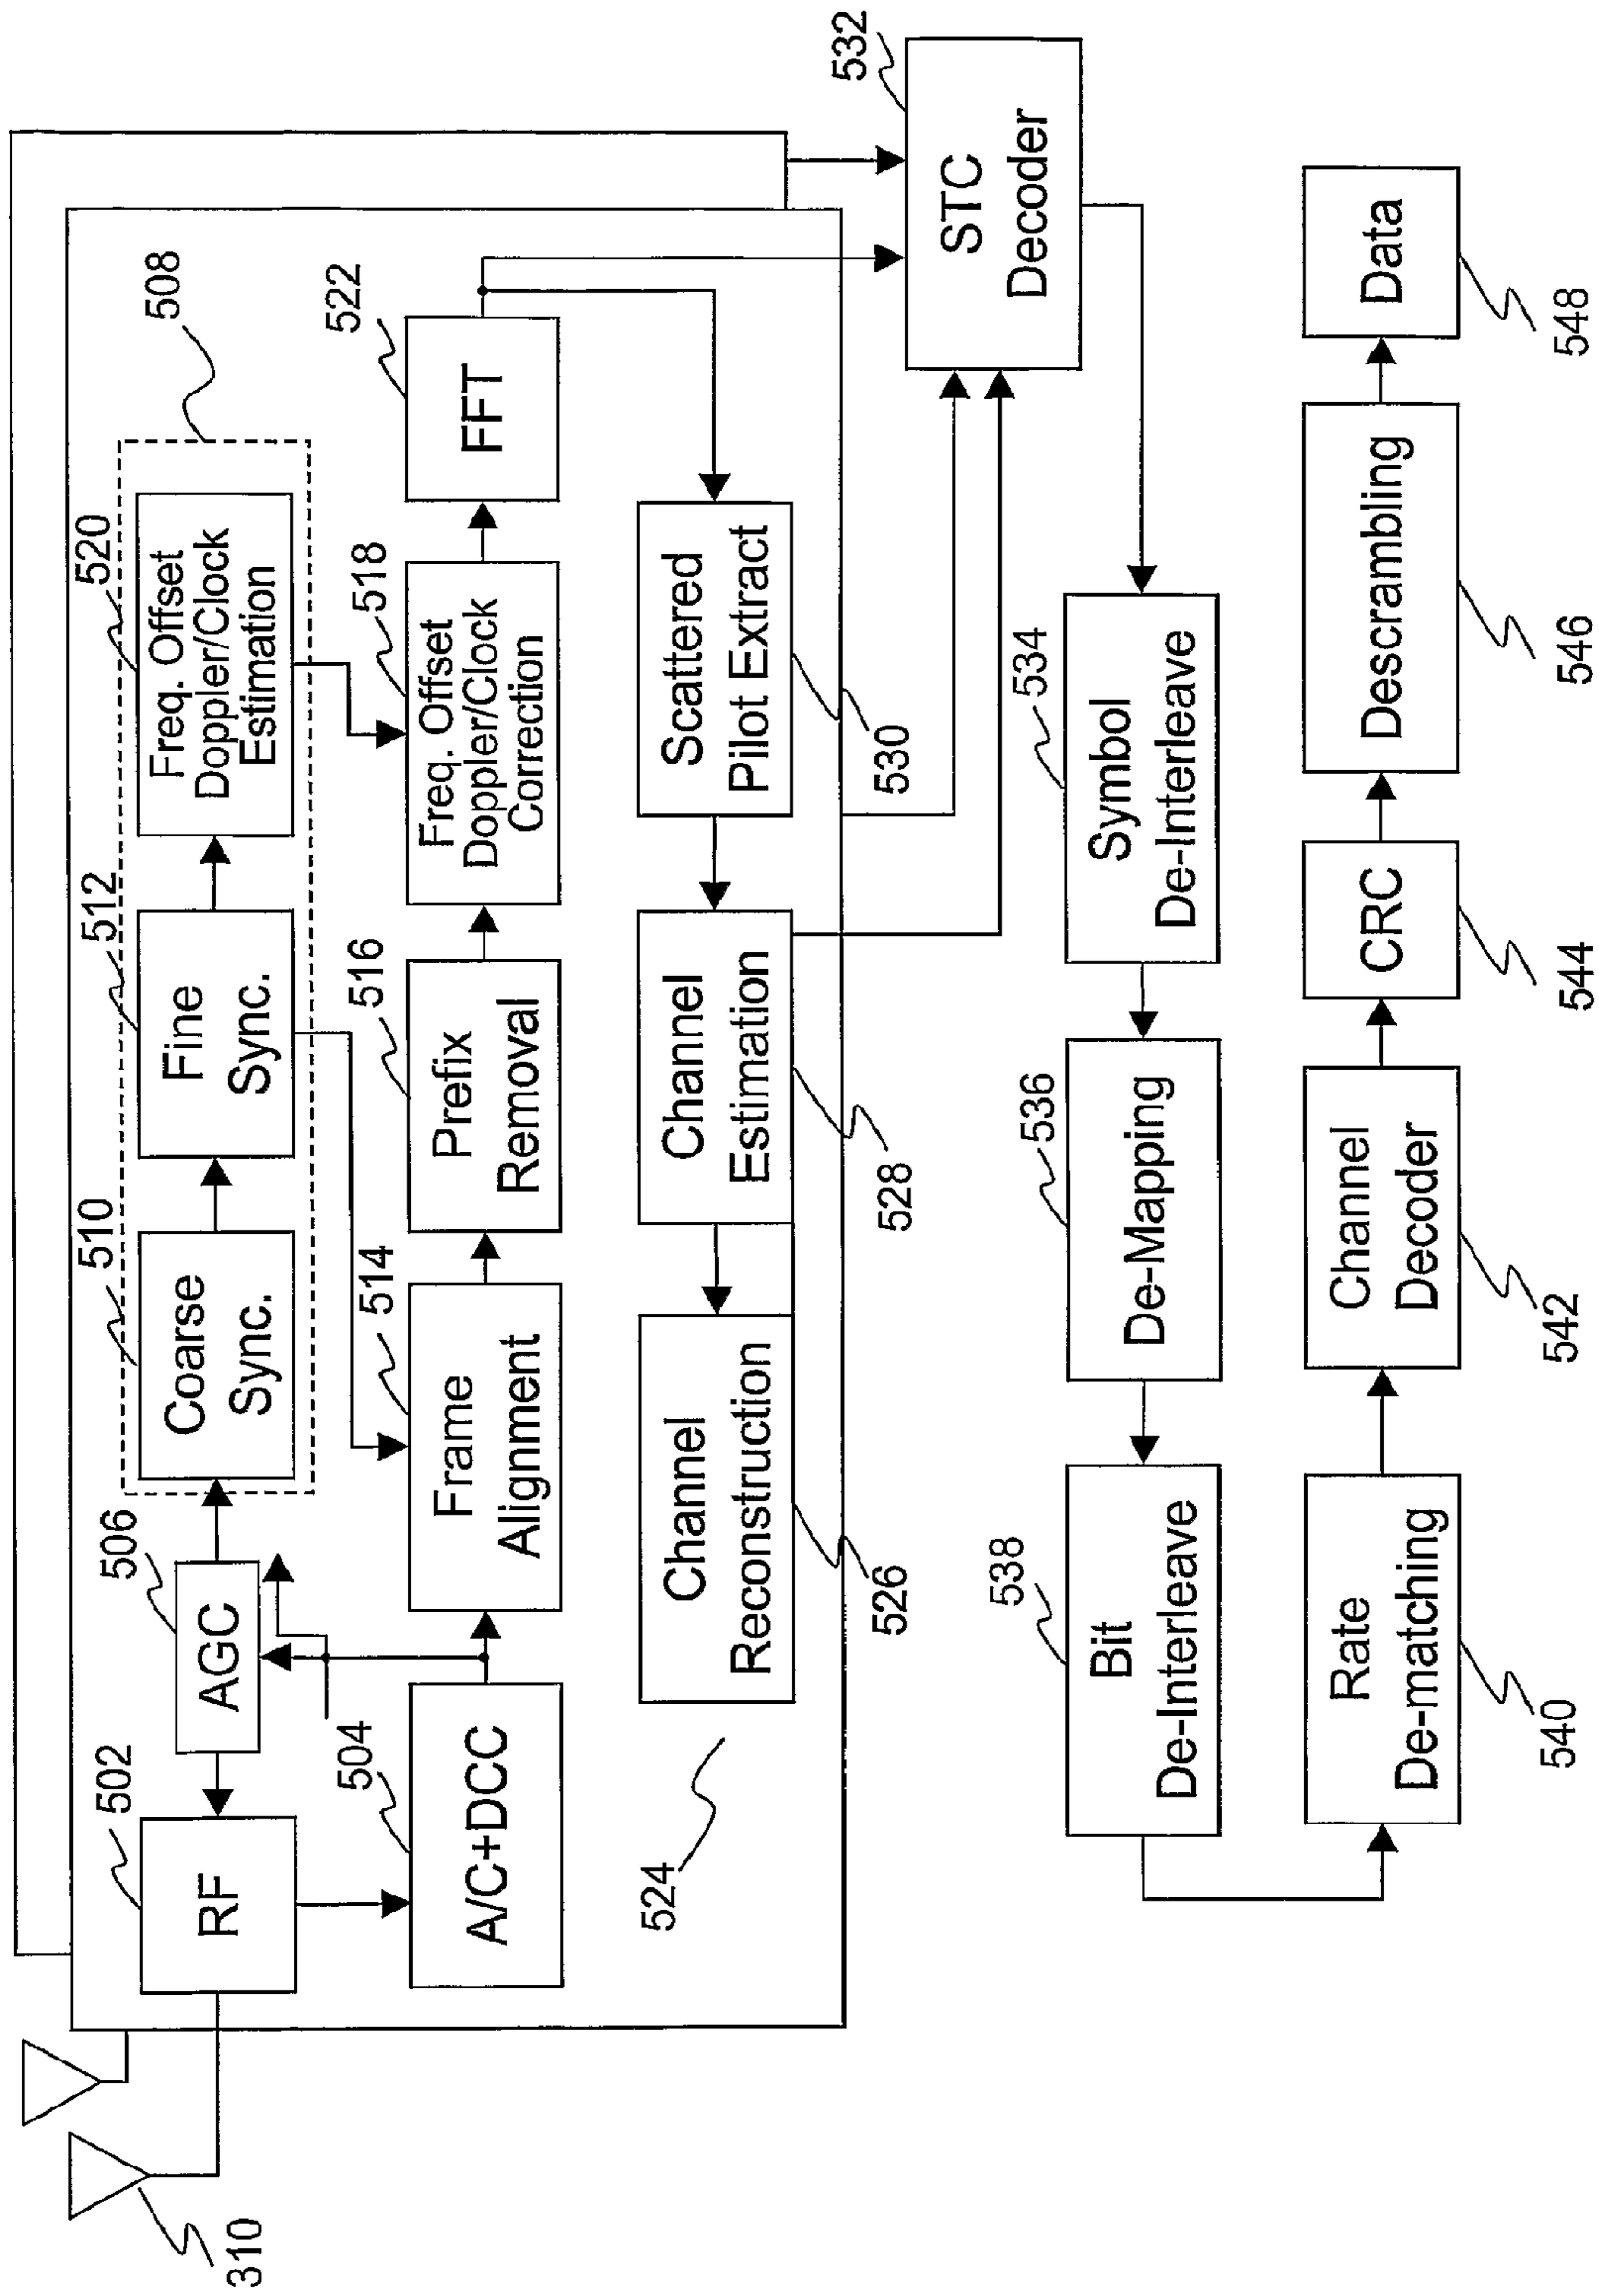 310
502
RF
506
AGC
508
510
Coarse
Sync.
512
Fine
Sync.
520
Freq. Offset
Doppler/Clock
Estimation
504
A/C+DCC
514
Frame
Alignment
516
Prefix
Removal
518
Freq. Offset
Doppler/Clock
Correction
522
FFT
524
Channel
Reconstruction
526
Channel
Estimation
528
Scattered
Pilot Extract
530
532
STC
Decoder
534
Symbol
De-Interleave
536
De-Mapping
538
Bit
De-Interleave
Rate
De-matching
540
Channel
Decoder
542
CRC
544
Descrambling
546
Data
548